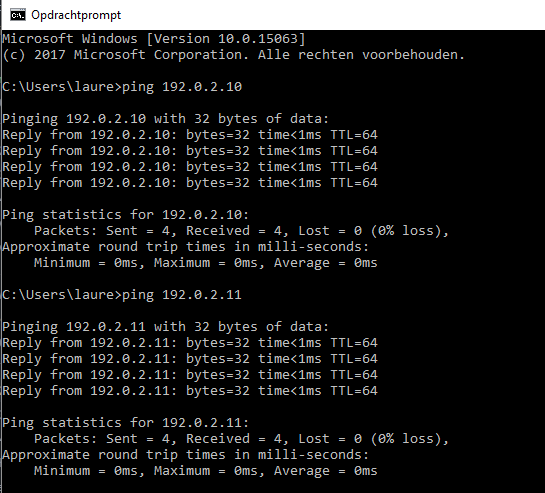 Opdrachtprompt
Microsoft Windows [Version 10.0.15063]
(c) 2017 Microsoft Corporation. Alle rechten voorbehouden.
C:\Users\laure>ping 192.0.2.10
Pinging 192.0.2.10 with 32 bytes of data:
Reply from 192.0.2.10: bytes=32 time<1ms TTL=64
Reply from 192.0.2.10: bytes=32 time<1ms TTL=64
Reply from 192.0.2.10: bytes=32 time<1ms TTL=64
Reply from 192.0.2.10: bytes=32 time<1ms TTL=64
Ping statistics for 192.0.2.10:
    Packets: Sent = 4, Received = 4, Lost = 0 (0% loss),
Approximate round trip times in milli-seconds:
    Minimum = 0ms, Maximum = 0ms, Average = 0ms
C:\Users\laure>ping 192.0.2.11
Pinging 192.0.2.11 with 32 bytes of data:
Reply from 192.0.2.11: bytes=32 time<1ms TTL=64
Reply from 192.0.2.11: bytes=32 time<1ms TTL=64
Reply from 192.0.2.11: bytes=32 time<1ms TTL=64
Reply from 192.0.2.11: bytes=32 time<1ms TTL=64
Ping statistics for 192.0.2.11:
    Packets: Sent = 4, Received = 4, Lost = 0 (0% loss),
Approximate round trip times in milli-seconds:
    Minimum = 0ms, Maximum = 0ms, Average = 0ms